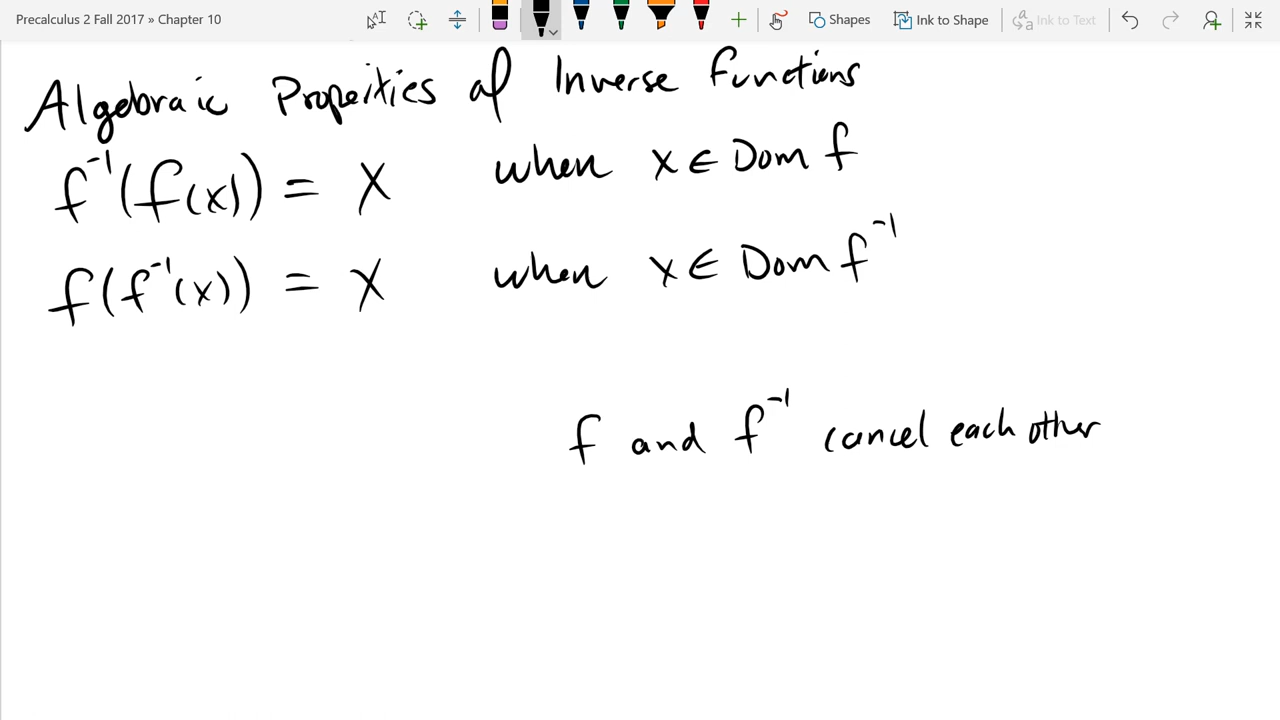 Precalculus 2 Fall 2017 » Chapter 10
Shapes Ink to Shape Ink to Text
Algebraic Properities of Inverse Functions
f⁻¹(f(x)) = x when x ∈ Dom f
f(f⁻¹(x)) = x when x ∈ Dom f⁻¹
f and f⁻¹ cancel each other